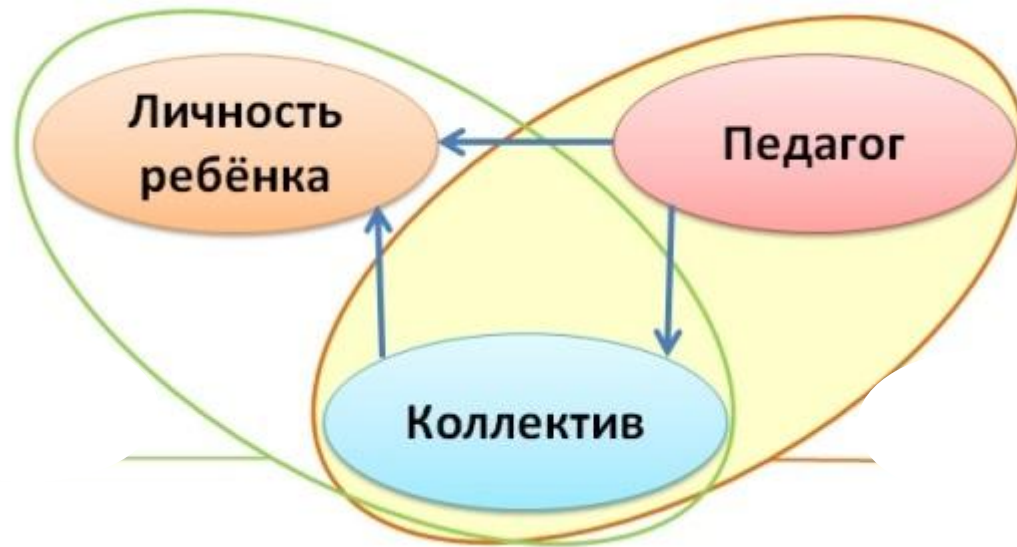 Личность
ребёнка
Педагог
Коллектив